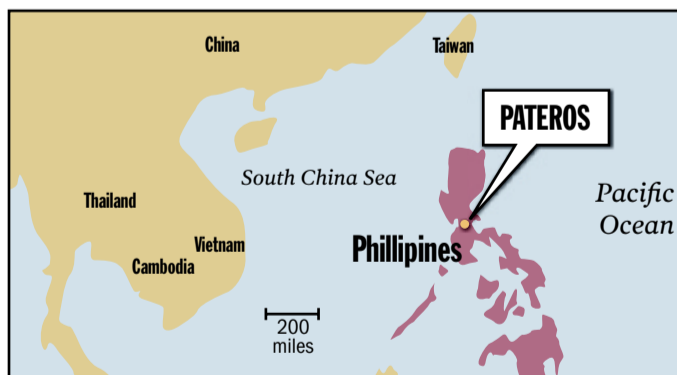 China
Taiwan
PATEROS
South China Sea
Pacific
Ocean
Thailand
Vietnam
Phillipines
Cambodia
200
miles